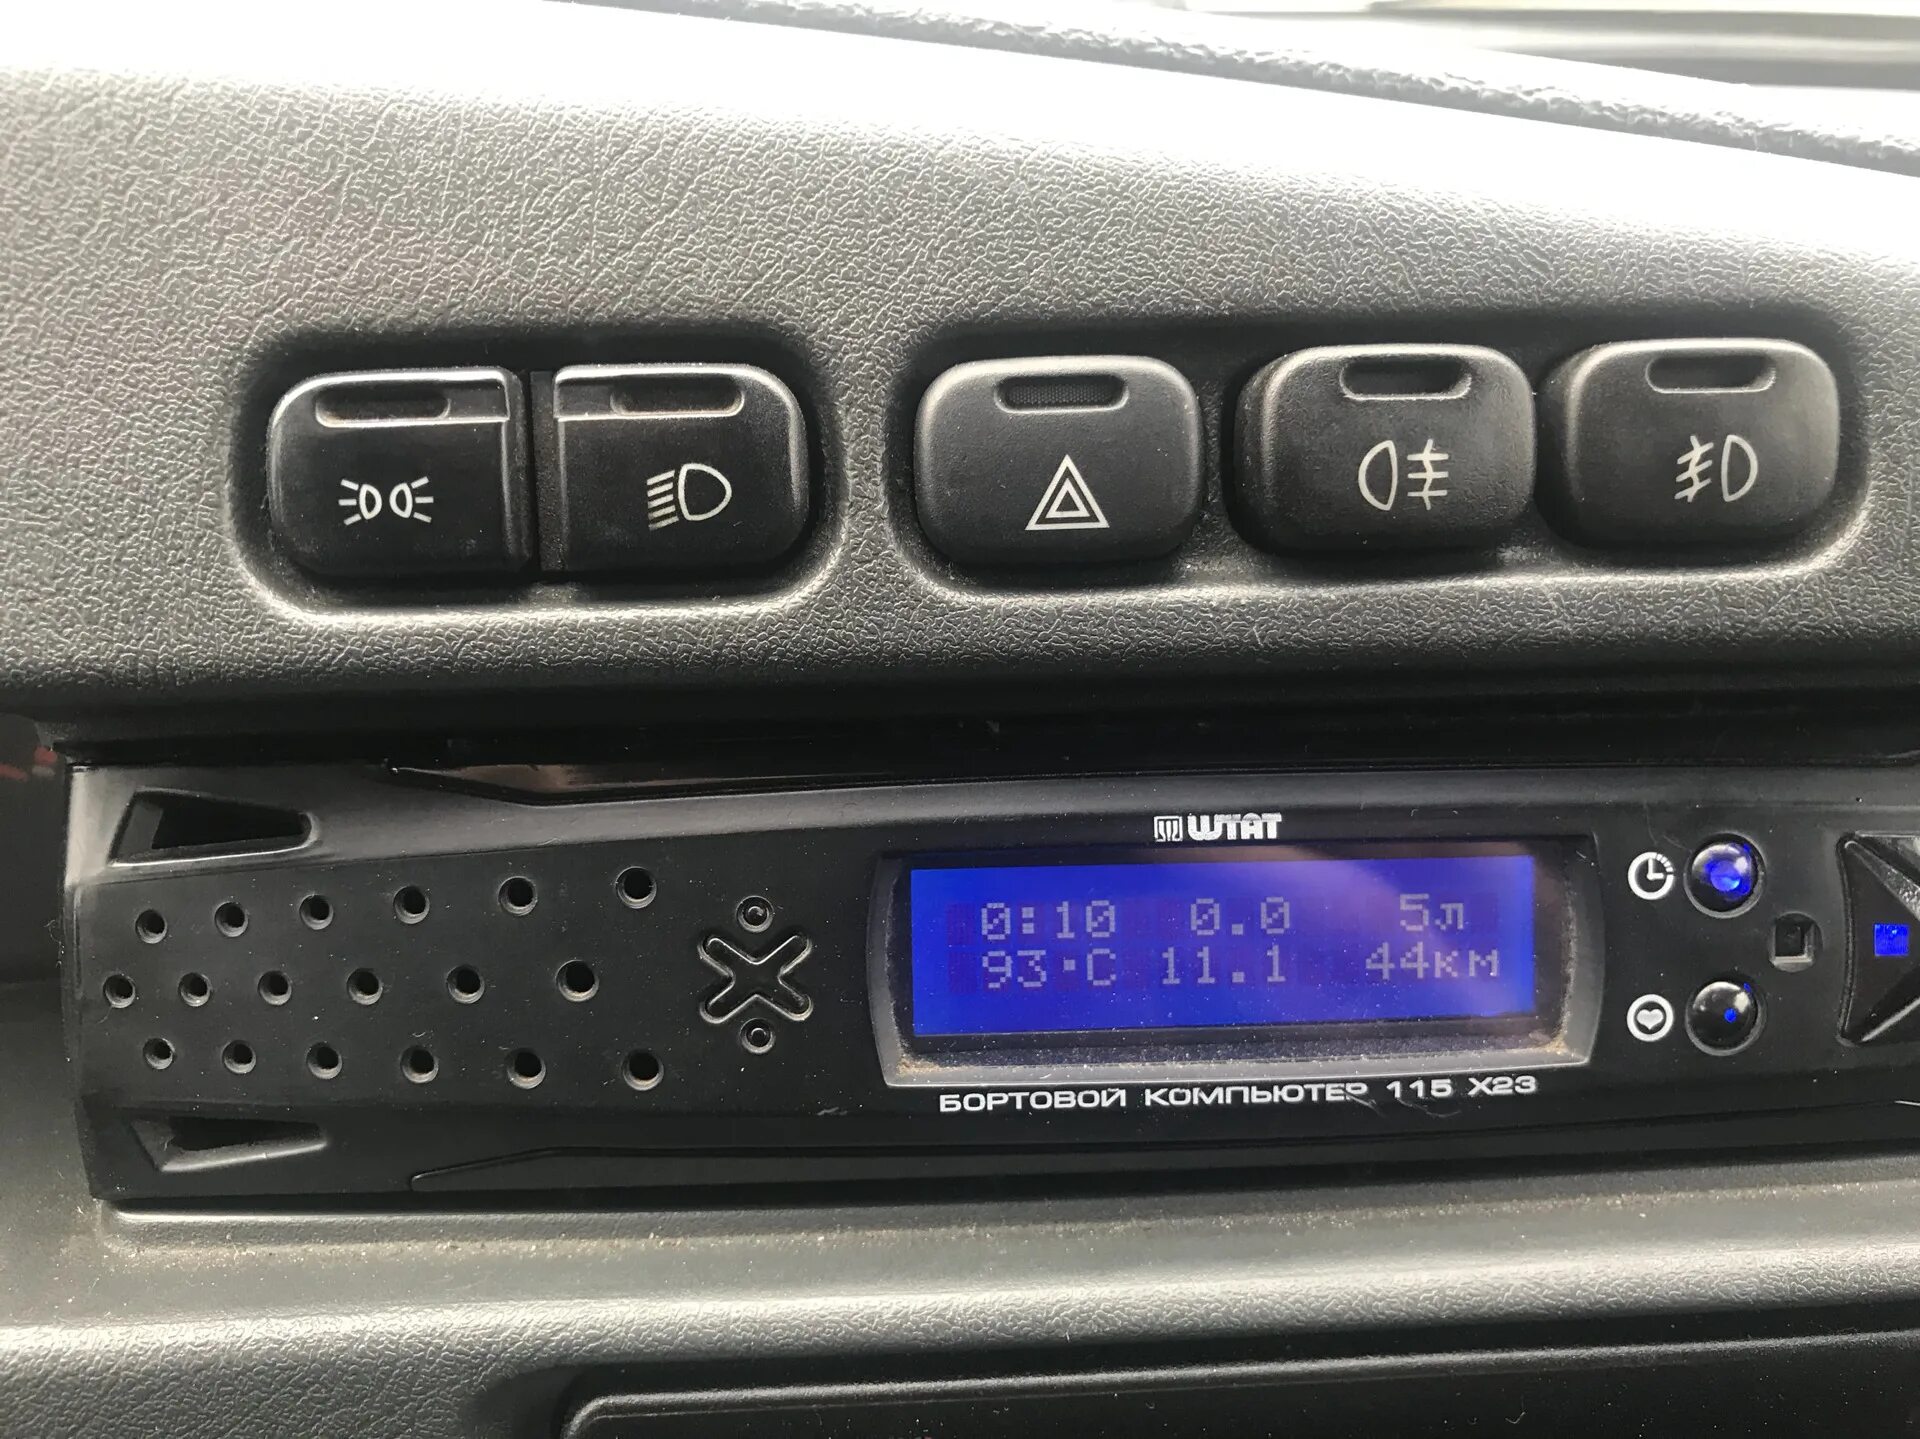 ШТАТ
0:10 0.0 5л
93°C 11.1 44км
БОРТОВОЙ КОМПЬЮТЕР 115 X23